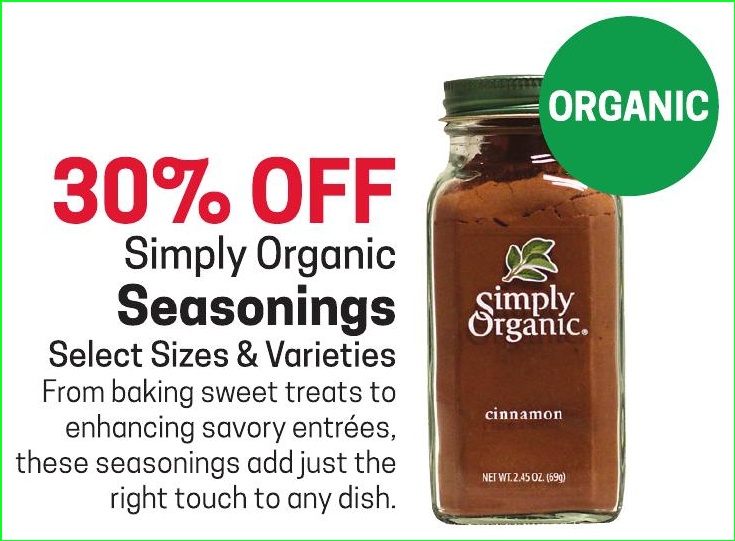 30% OFF
Simply Organic
Seasonings
Select Sizes & Varieties
From baking sweet treats to
enhancing savory entrées,
these seasonings add just the
right touch to any dish.
ORGANIC
Simply
Organic®
cinnamon
NET WT. 2.45 OZ. (69g)